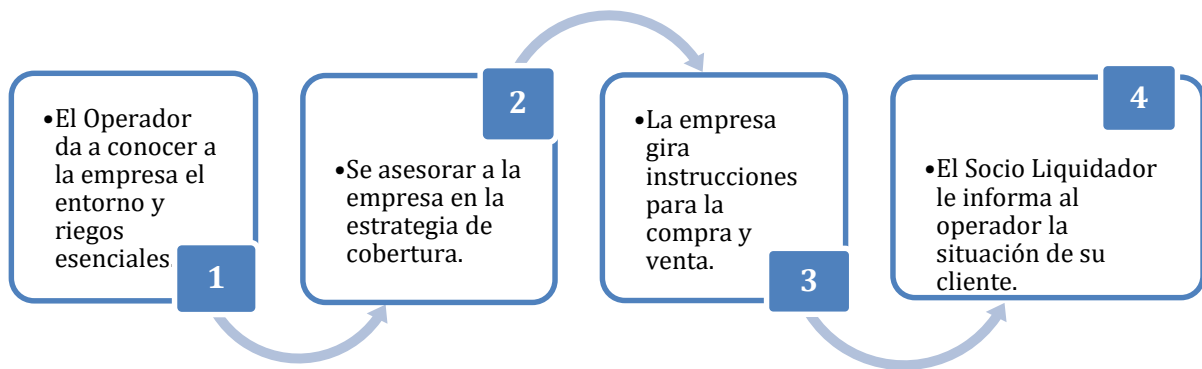 •El Operador
da a conocer a
la empresa el
entorno y
riegos
esenciales.
1
2
•Se asesorar a la
empresa en la
estrategia de
cobertura.
•La empresa
gira
instrucciones
para la
compra y
venta.
3
4
•El Socio Liquidador
le informa al
operador la
situación de su
cliente.